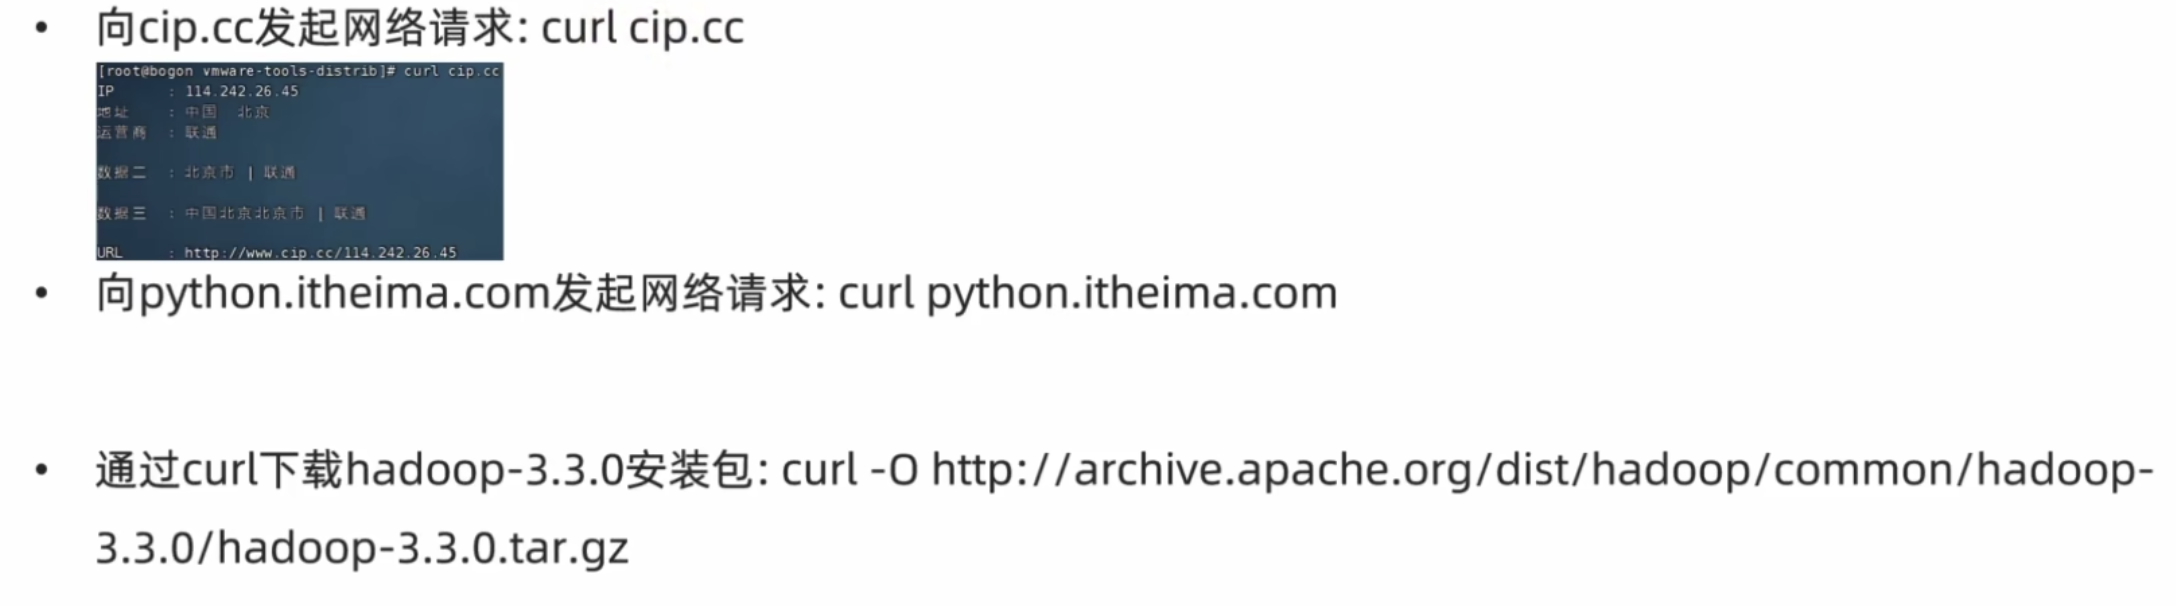 • 向cip.cc发起网络请求: curl cip.cc
[root@bogon vmware-tools-distrib]# curl cip.cc
IP : 114.242.26.45
地址 : 中国 北京
运营商 : 联通
数据二 : 北京市 | 联通
数据三 : 中国北京北京市 | 联通
URL : http://www.cip.cc/114.242.26.45
• 向python.itheima.com发起网络请求: curl python.itheima.com
• 通过curl下载hadoop-3.3.0安装包: curl -O http://archive.apache.org/dist/hadoop/common/hadoop-
3.3.0/hadoop-3.3.0.tar.gz